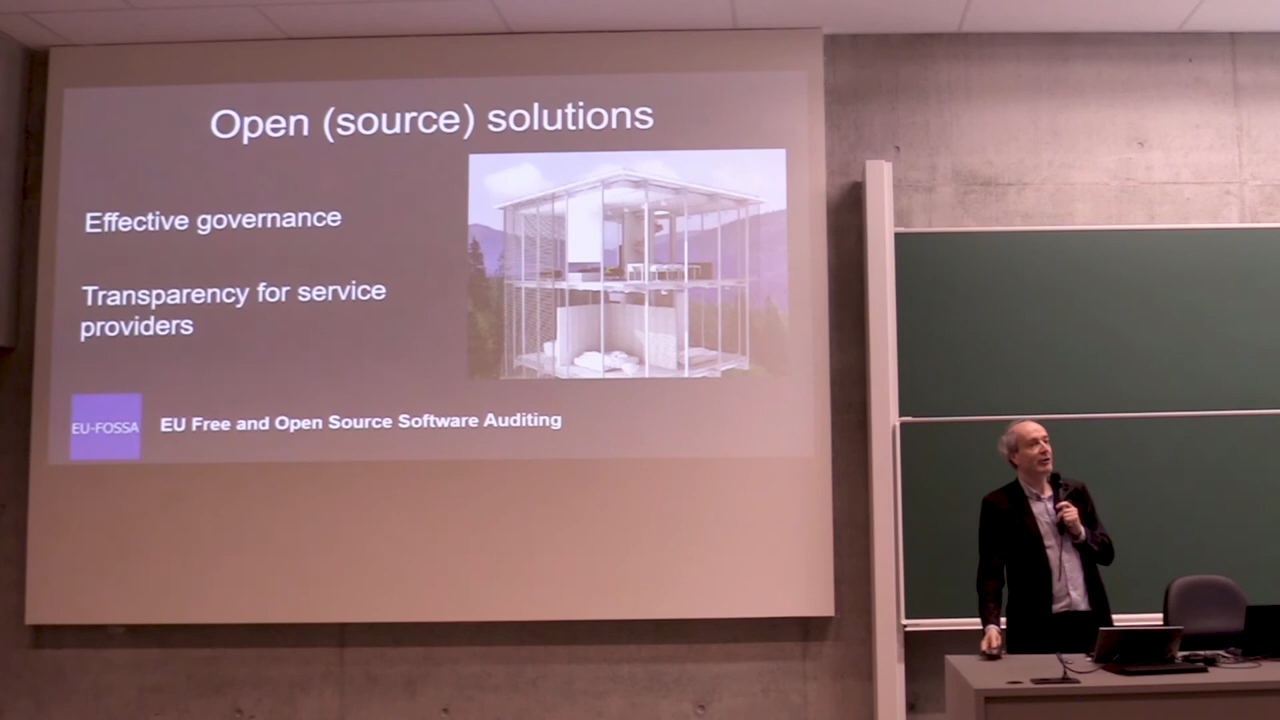 Open (source) solutions
Effective governance
Transparency for service
providers
EU-FOSSA
EU Free and Open Source Software Auditing